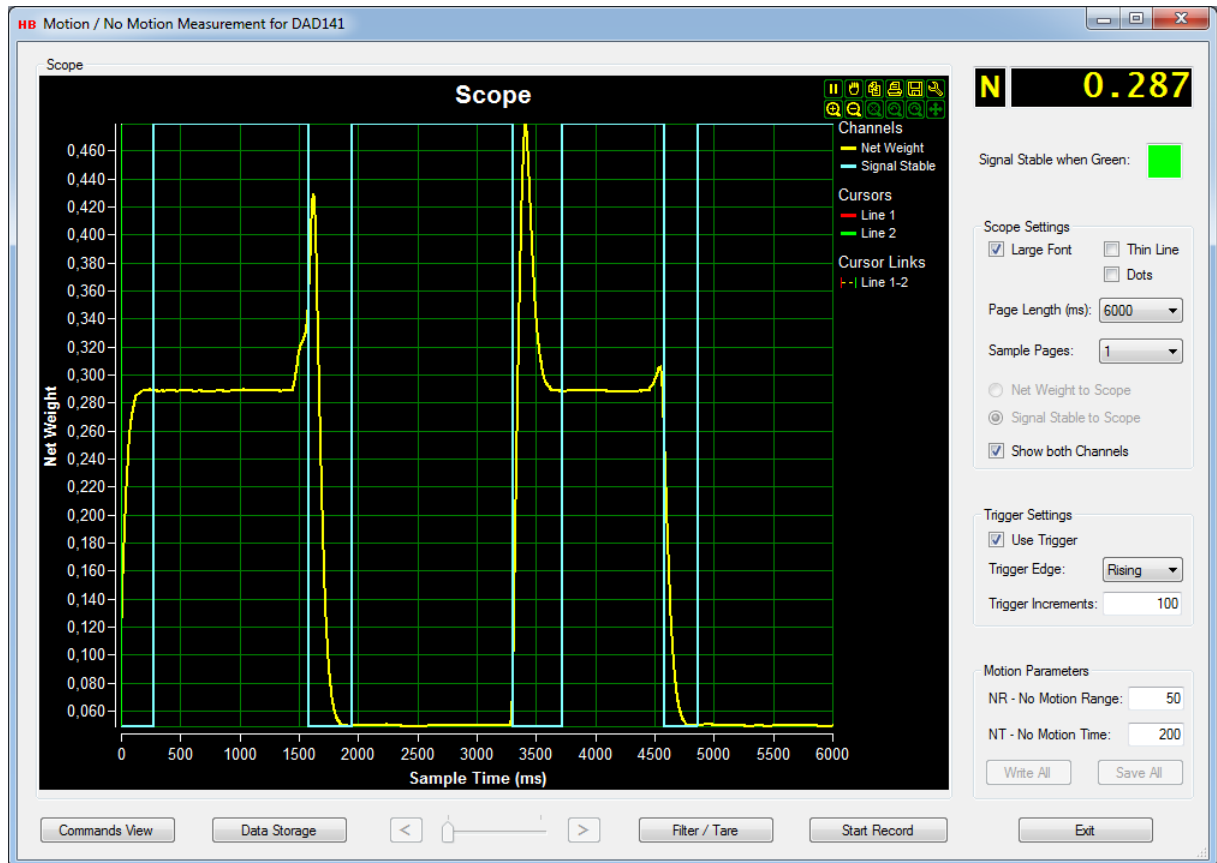 HB Motion / No Motion Measurement for DAD141
Scope
Scope
Channels
Net Weight
Signal Stable
Cursors
Line 1
Line 2
Cursor Links
Line 1-2
Net Weight
0,460
0,440
0,420
0,400
0,380
0,360
0,340
0,320
0,300
0,280
0,260
0,240
0,220
0,200
0,180
0,160
0,140
0,120
0,100
0,080
0,060
0 500 1000 1500 2000 2500 3000 3500 4000 4500 5000 5500 6000
Sample Time (ms)
N 0.287
Signal Stable when Green:
Scope Settings
Large Font Thin Line
Dots
Page Length (ms): 6000
Sample Pages: 1
Net Weight to Scope
Signal Stable to Scope
Show both Channels
Trigger Settings
Use Trigger
Trigger Edge: Rising
Trigger Increments: 100
Motion Parameters
NR - No Motion Range: 50
NT - No Motion Time: 200
Write All Save All
Commands View Data Storage < > Filter / Tare Start Record Exit